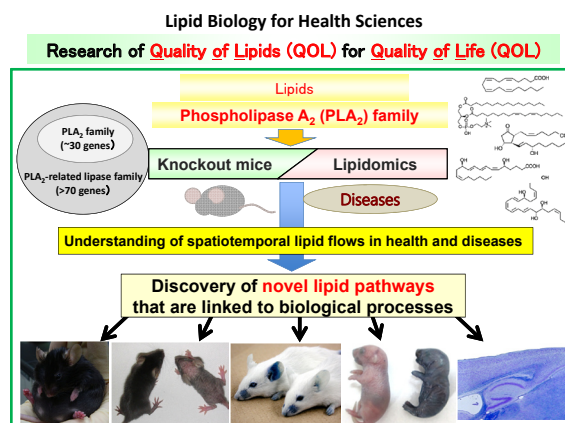 Lipid Biology for Health Sciences
Research of Quality of Lipids (QOL) for Quality of Life (QOL)
Lipids
Phospholipase A₂ (PLA₂) family
PLA₂ family
(~30 genes)
PLA₂-related lipase family
(>70 genes)
Knockout mice
Lipidomics
Diseases
Understanding of spatiotemporal lipid flows in health and diseases
Discovery of novel lipid pathways
that are linked to biological processes